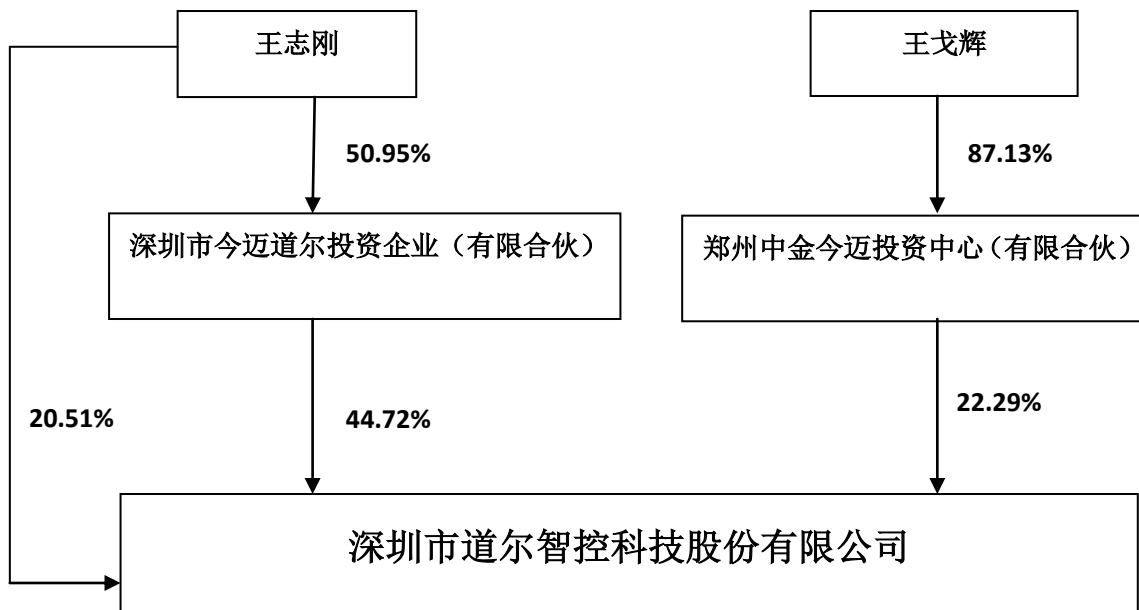 王志刚
王戈辉
50.95%
87.13%
深圳市今迈道尔投资企业（有限合伙）
郑州中金今迈投资中心（有限合伙）
20.51%
44.72%
22.29%
深圳市道尔智控科技股份有限公司